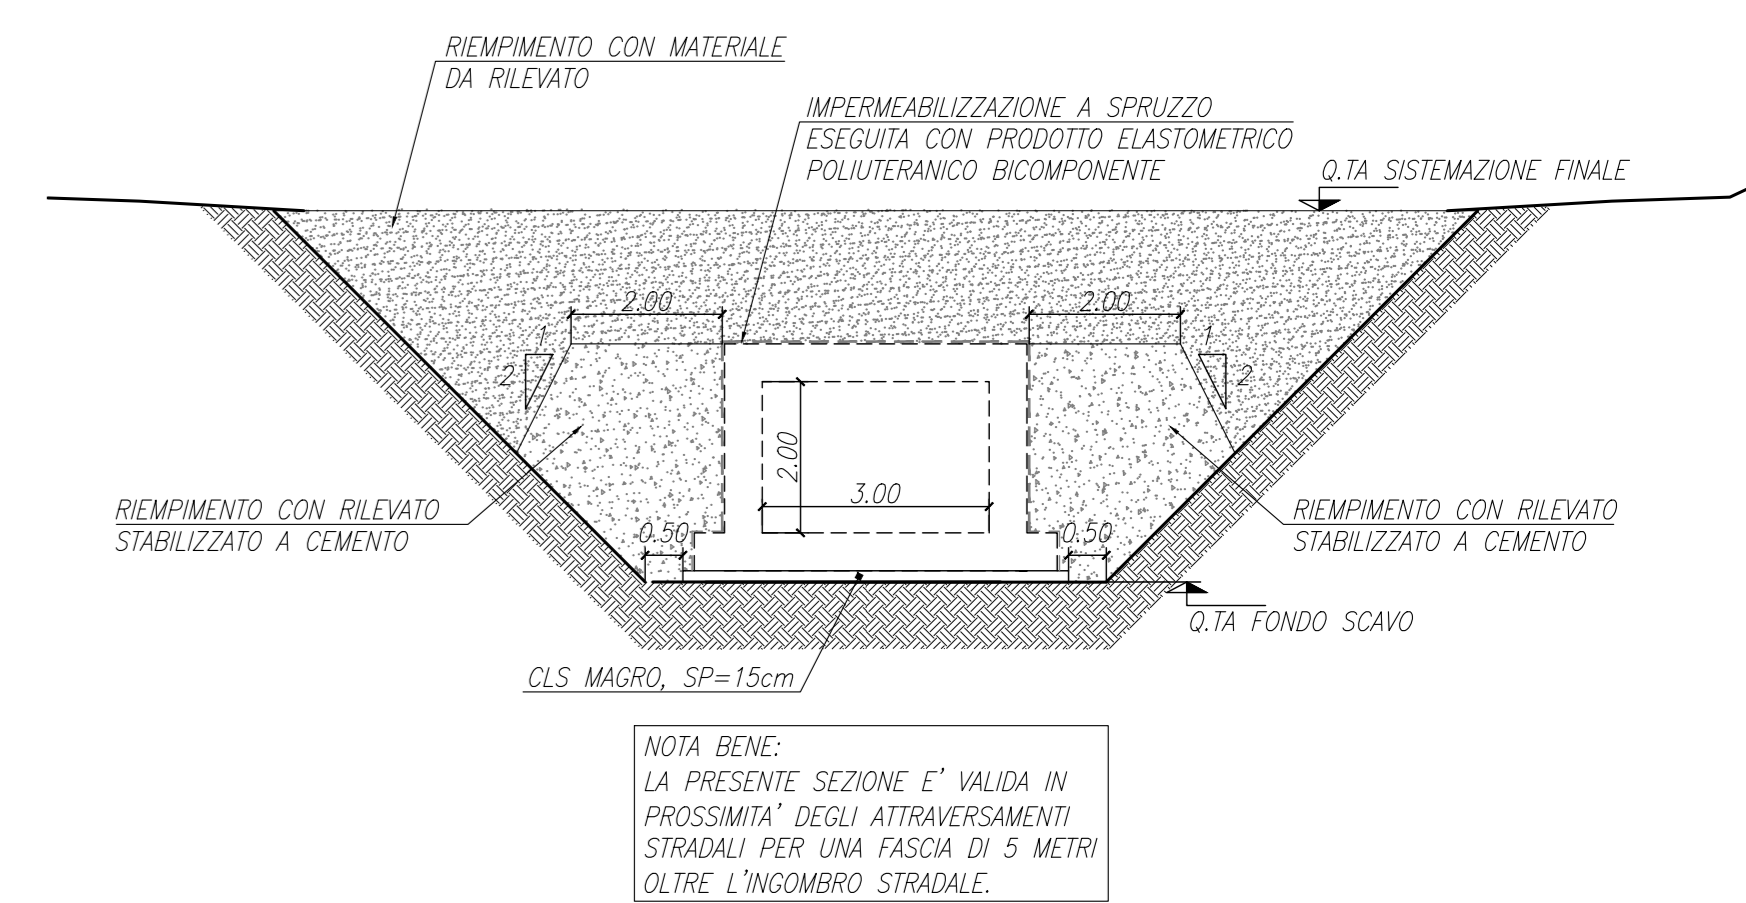 RIEMPIMENTO CON MATERIALE
DA RILEVATO
IMPERMEABILIZZAZIONE A SPRUZZO
ESEGUITA CON PRODOTTO ELASTOMETRICO
POLIUTERANICO BICOMPONENTE
Q.TA SISTEMAZIONE FINALE
2.00
2.00
1
2
1
2
2.00
3.00
RIEMPIMENTO CON RILEVATO
STABILIZZATO A CEMENTO
RIEMPIMENTO CON RILEVATO
STABILIZZATO A CEMENTO
0.50
0.50
Q.TA FONDO SCAVO
CLS MAGRO, SP=15cm
NOTA BENE:
LA PRESENTE SEZIONE E' VALIDA IN
PROSSIMITA' DEGLI ATTRAVERSAMENTI
STRADALI PER UNA FASCIA DI 5 METRI
OLTRE L'INGOMBRO STRADALE.